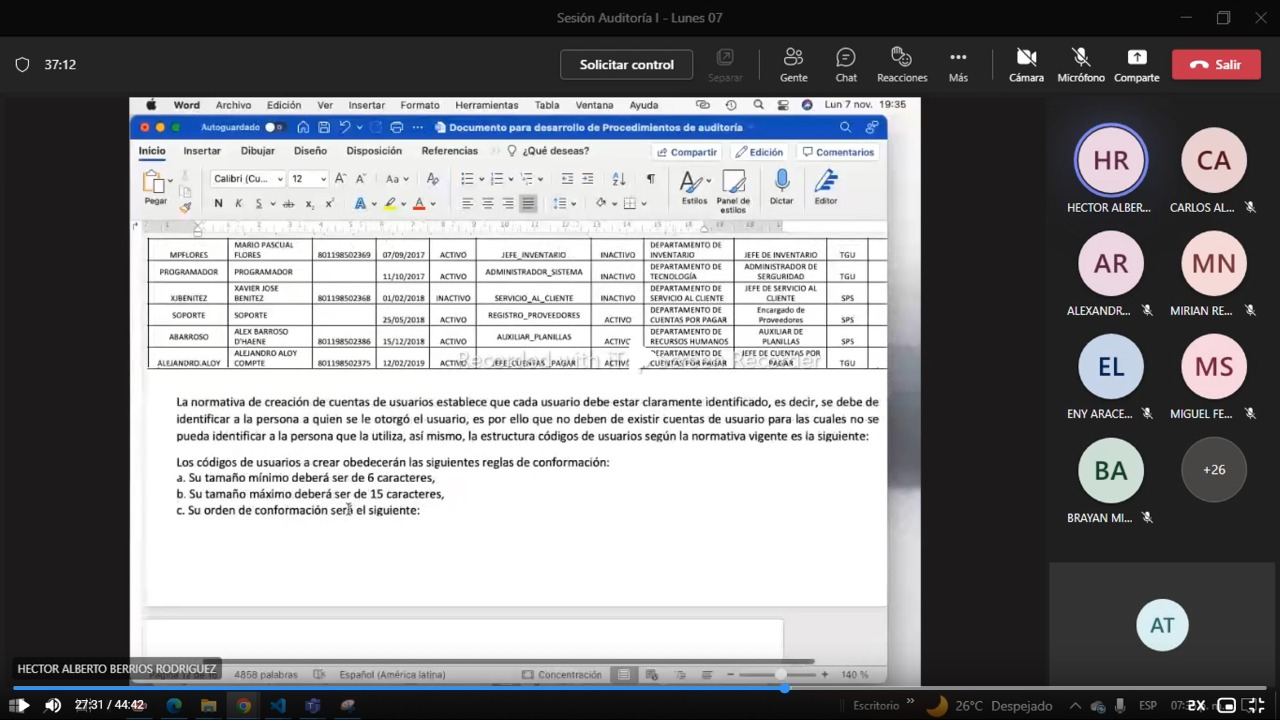 Sesión Auditoría I - Lunes 07
37:12
Solicitar control
Separar
Gente
Chat
Reacciones
Más
Cámara
Micrófono
Comparte
Salir
Word Archivo Edición Ver Insertar Formato Herramientas Tabla Ventana Ayuda Lun 7 nov. 19:35
Autoguardado
Documento para desarrollo de Procedimientos de auditoría
Inicio Insertar Dibujar Diseño Disposición Referencias ¿Qué deseas? Compartir Edición Comentarios
Calibri (Cu... 12
Pegar
Estilos
Panel de estilos
Dictar
Editor
MPFLORES MARIO PASCUAL FLORES 801198502369 07/09/2017 ACTIVO JEFE_INVENTARIO INACTIVO DEPARTAMENTO DE INVENTARIO JEFE DE INVENTARIO TGU
PROGRAMADOR PROGRAMADOR 11/10/2017 ACTIVO ADMINISTRADOR_SISTEMA INACTIVO DEPARTAMENTO DE TECNOLOGÍA ADMINISTRADOR DE SERGURIDAD TGU
XJBENITEZ XAVIER JOSE BENITEZ 801198502368 01/02/2018 INACTIVO SERVICIO_AL_CLIENTE INACTIVO DEPARTAMENTO DE SERVICIO AL CLIENTE JEFE DE SERVICIO AL CLIENTE SPS
SOPORTE SOPORTE 25/05/2018 ACTIVO REGISTRO_PROVEEDORES ACTIVO DEPARTAMENTO DE CUENTAS POR PAGAR Encargado de Proveedores SPS
ABARROSO ALEX BARROSO D'HAENE 801198502386 15/12/2018 ACTIVO AUXILIAR_PLANILLAS ACTIVO DEPARTAMENTO DE RECURSOS HUMANOS AUXILIAR DE PLANILLAS SPS
ALEJANDRO.ALOY ALEJANDRO ALOY COMPTE 801198502375 12/02/2019 ACTIVO JEFE_CUENTAS_PAGAR ACTIVO DEPARTAMENTO DE CUENTAS POR PAGAR JEFE DE CUENTAS POR PAGAR TGU
Recorded with iTop Screen Recorder
La normativa de creación de cuentas de usuarios establece que cada usuario debe estar claramente identificado, es decir, se debe de
identificar a la persona a quien se le otorgó el usuario, es por ello que no deben de existir cuentas de usuario para las cuales no se
pueda identificar a la persona que la utiliza, así mismo, la estructura códigos de usuarios según la normativa vigente es la siguiente:
Los códigos de usuarios a crear obedecerán las siguientes reglas de conformación:
a. Su tamaño mínimo deberá ser de 6 caracteres,
b. Su tamaño máximo deberá ser de 15 caracteres,
c. Su orden de conformación será el siguiente:
4858 palabras Español (América latina) Concentración 140 %
HECTOR ALBERTO BERRIOS RODRIGUEZ
HR
HECTOR ALBER...
CA
CARLOS AL...
AR
ALEXANDR...
MN
MIRIAN RE...
EL
ENY ARACE...
MS
MIGUEL FE...
BA
BRAYAN MI...
+26
AT
27:31 / 44:42
Escritorio
26°C Despejado
ESP
2X